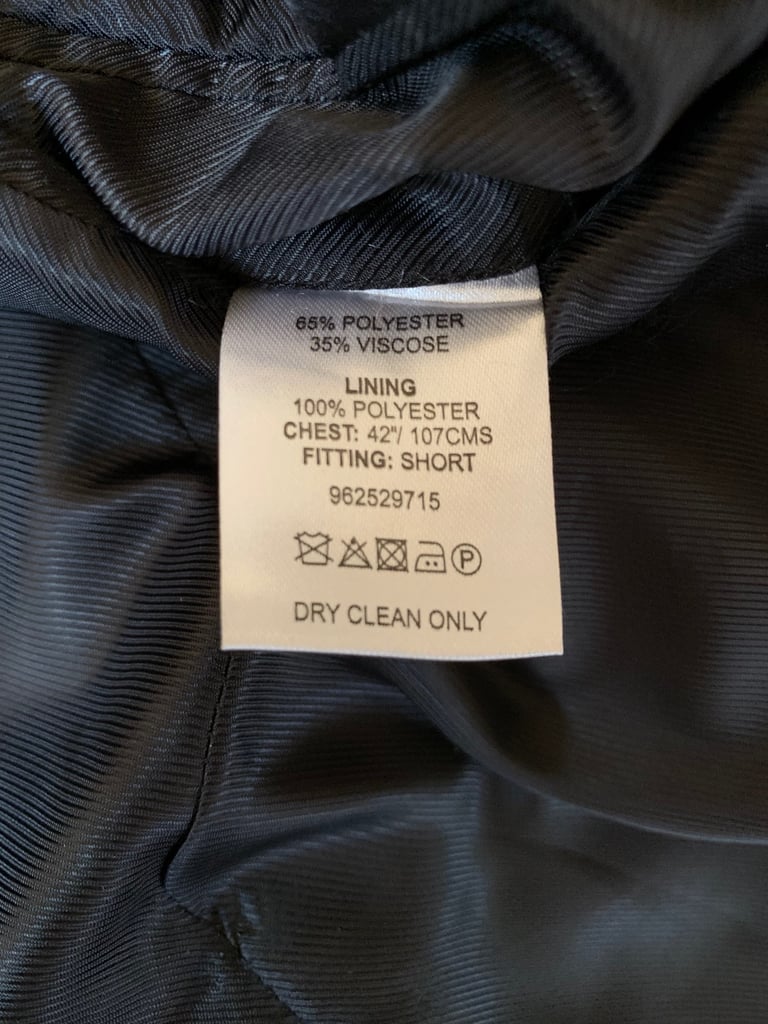 65% POLYESTER
35% VISCOSE
LINING
100% POLYESTER
CHEST: 42"/ 107CMS
FITTING: SHORT
962529715
P
DRY CLEAN ONLY